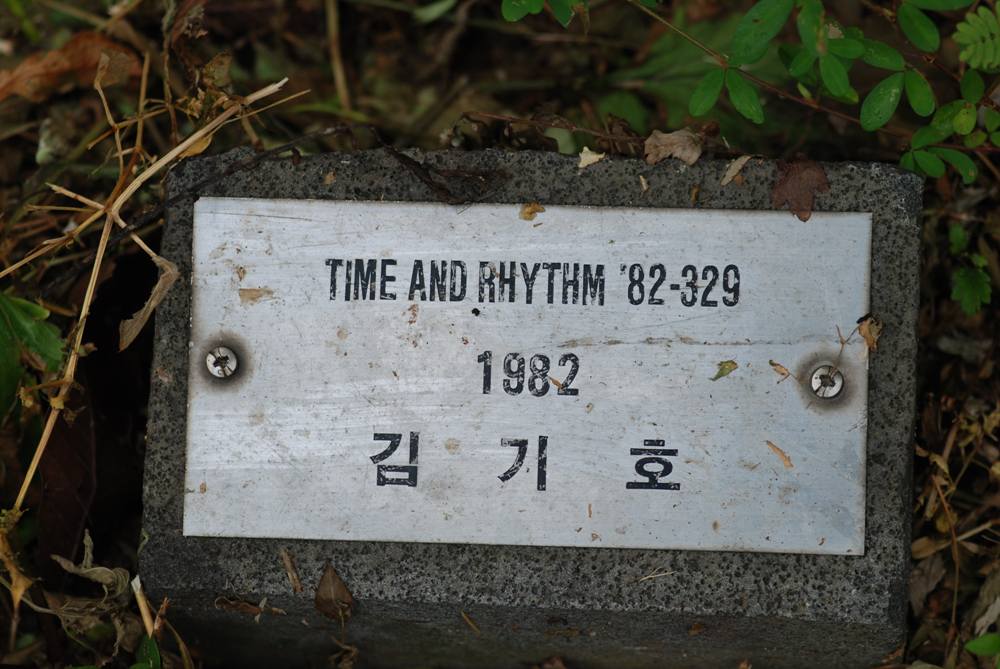 TIME AND RHYTHM '82-329
1982
김 기 호